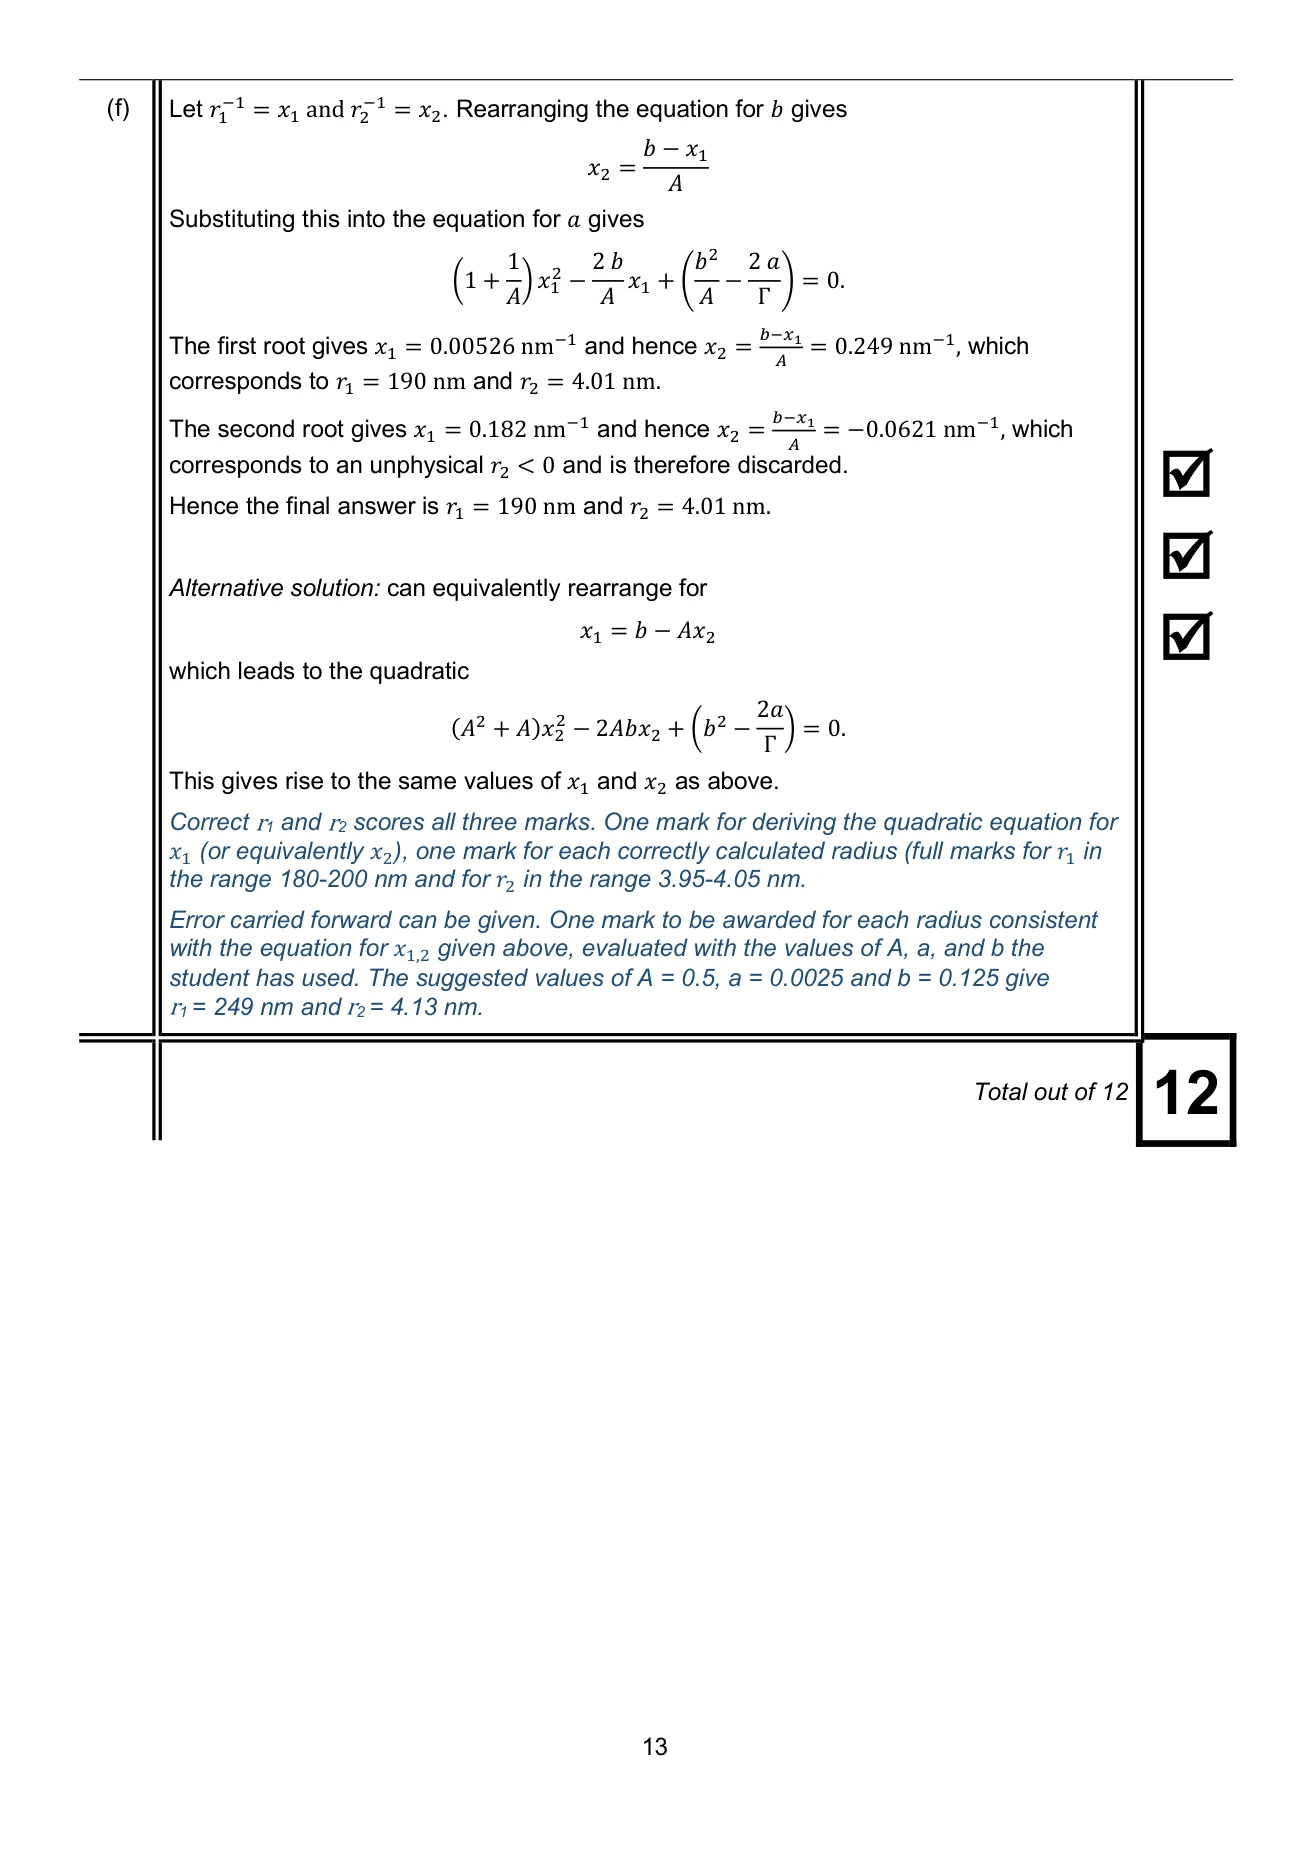 (f) Let r₁⁻¹ = x₁ and r₂⁻¹ = x₂. Rearranging the equation for b gives
x₂ = (b − x₁)/A
Substituting this into the equation for a gives
(1 + 1/A) x₁² − (2 b/A) x₁ + (b²/A − 2 a/Γ) = 0.
The first root gives x₁ = 0.00526 nm⁻¹ and hence x₂ = (b−x₁)/A = 0.249 nm⁻¹, which
corresponds to r₁ = 190 nm and r₂ = 4.01 nm.
The second root gives x₁ = 0.182 nm⁻¹ and hence x₂ = (b−x₁)/A = −0.0621 nm⁻¹, which
corresponds to an unphysical r₂ < 0 and is therefore discarded.
Hence the final answer is r₁ = 190 nm and r₂ = 4.01 nm.
Alternative solution: can equivalently rearrange for
x₁ = b − Ax₂
which leads to the quadratic
(A² + A)x₂² − 2Abx₂ + (b² − 2a/Γ) = 0.
This gives rise to the same values of x₁ and x₂ as above.
Correct r₁ and r₂ scores all three marks. One mark for deriving the quadratic equation for
x₁ (or equivalently x₂), one mark for each correctly calculated radius (full marks for r₁ in
the range 180-200 nm and for r₂ in the range 3.95-4.05 nm.
Error carried forward can be given. One mark to be awarded for each radius consistent
with the equation for x₁,₂ given above, evaluated with the values of A, a, and b the
student has used. The suggested values of A = 0.5, a = 0.0025 and b = 0.125 give
r₁ = 249 nm and r₂ = 4.13 nm.
Total out of 12
12
13